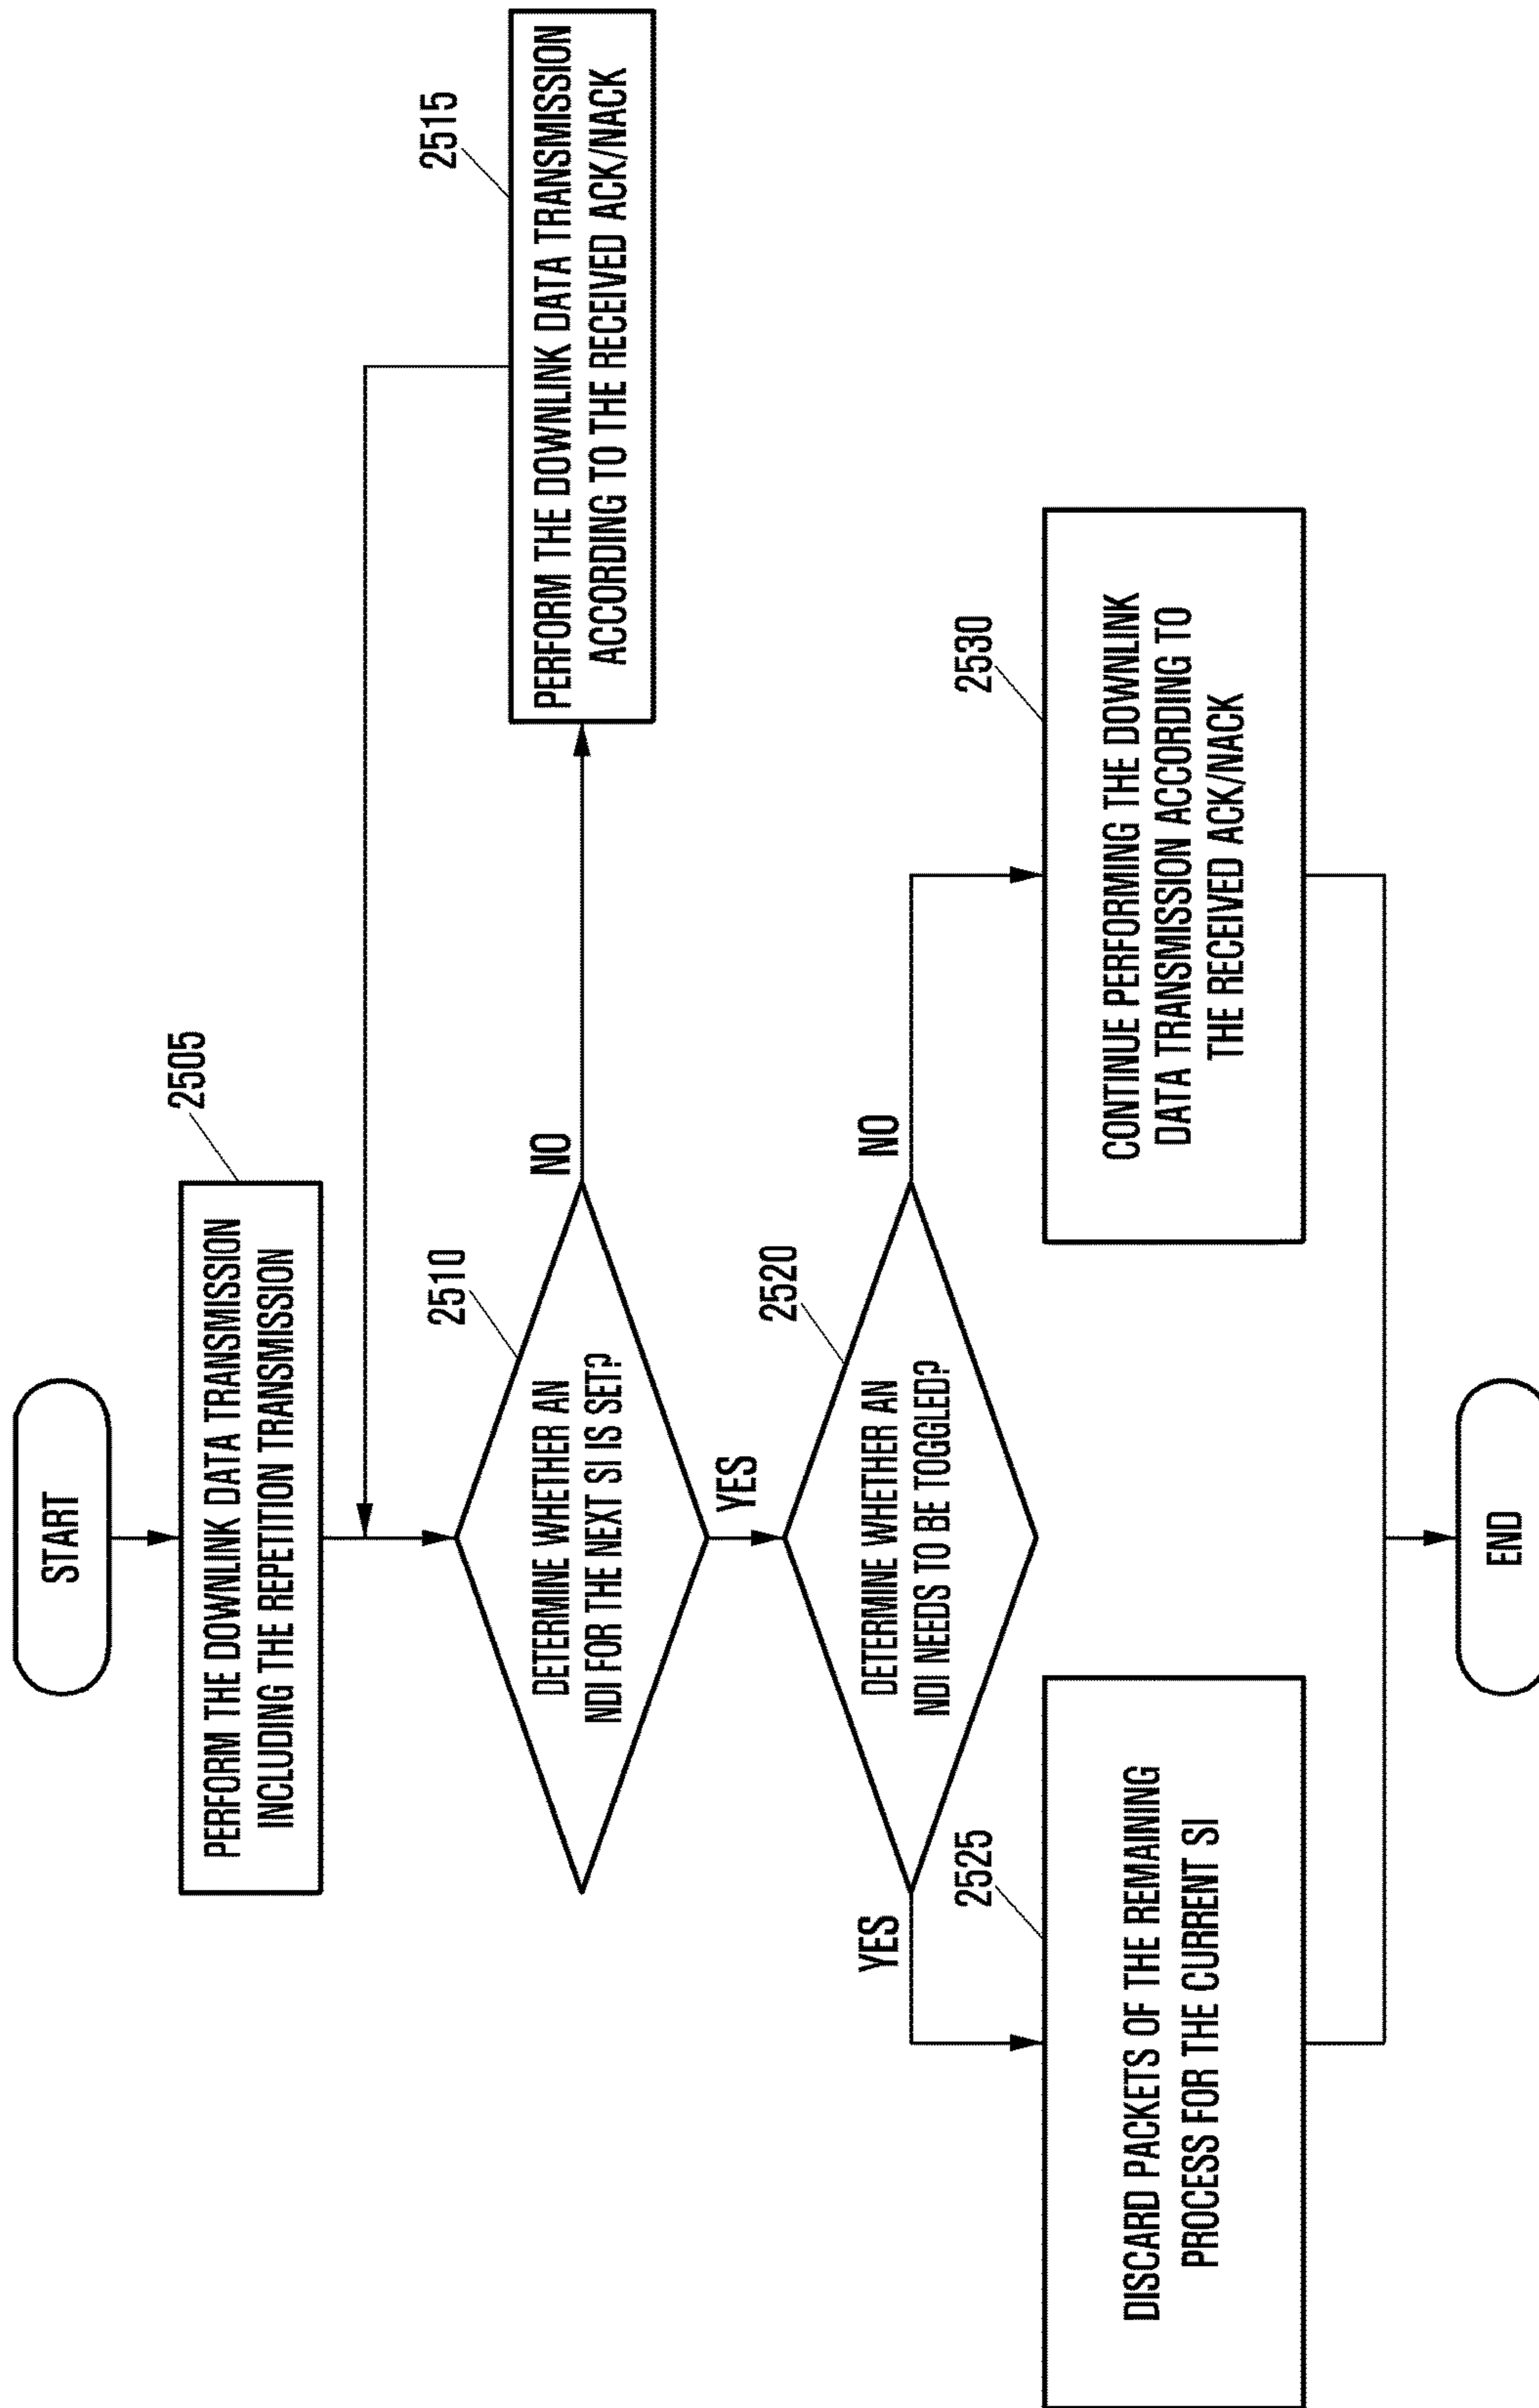 START
2505
PERFORM THE DOWNLINK DATA TRANSMISSION
INCLUDING THE REPETITION TRANSMISSION
2510
DETERMINE WHETHER AN
NDI FOR THE NEXT SI IS SET?
NO
2515
PERFORM THE DOWNLINK DATA TRANSMISSION
ACCORDING TO THE RECEIVED ACK/NACK
YES
2520
DETERMINE WHETHER AN
NDI NEEDS TO BE TOGGLED?
YES
NO
2525
DISCARD PACKETS OF THE REMAINING
PROCESS FOR THE CURRENT SI
2530
CONTINUE PERFORMING THE DOWNLINK
DATA TRANSMISSION ACCORDING TO
THE RECEIVED ACK/NACK
END